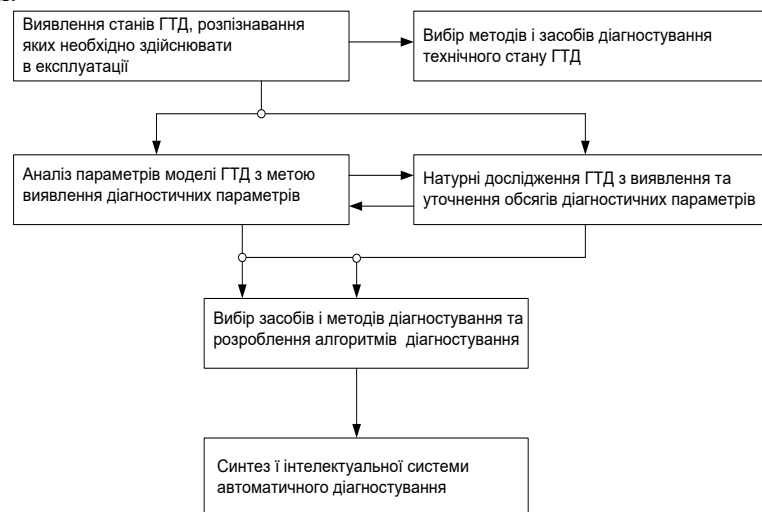 Виявлення станів ГТД, розпізнавання
яких необхідно здійснювати
в експлуатації
Вибір методів і засобів діагностування
технічного стану ГТД
Аналіз параметрів моделі ГТД з метою
виявлення діагностичних параметрів
Натурні дослідження ГТД з виявлення та
уточнення обсягів діагностичних параметрів
Вибір засобів і методів діагностування та
розроблення алгоритмів діагностування
Синтез ї інтелектуальної системи
автоматичного діагностування